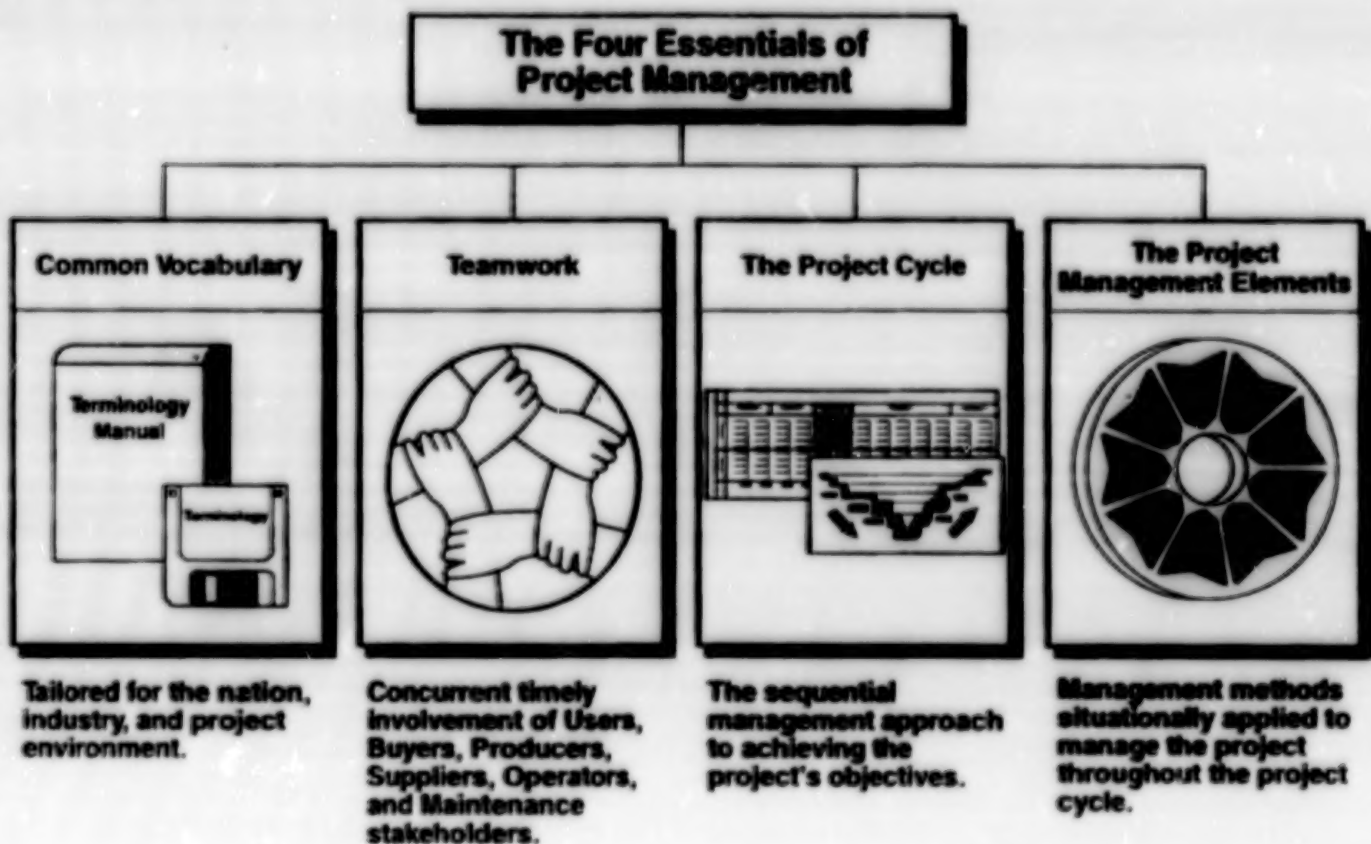 The Four Essentials of
Project Management
Common Vocabulary
Terminology
Manual
Terminology
Tailored for the nation,
industry, and project
environment.
Teamwork
Concurrent timely
involvement of Users,
Buyers, Producers,
Suppliers, Operators,
and Maintenance
stakeholders.
The Project Cycle
The sequential
management approach
to achieving the
project's objectives.
The Project
Management Elements
Management methods
situationally applied to
manage the project
throughout the project
cycle.